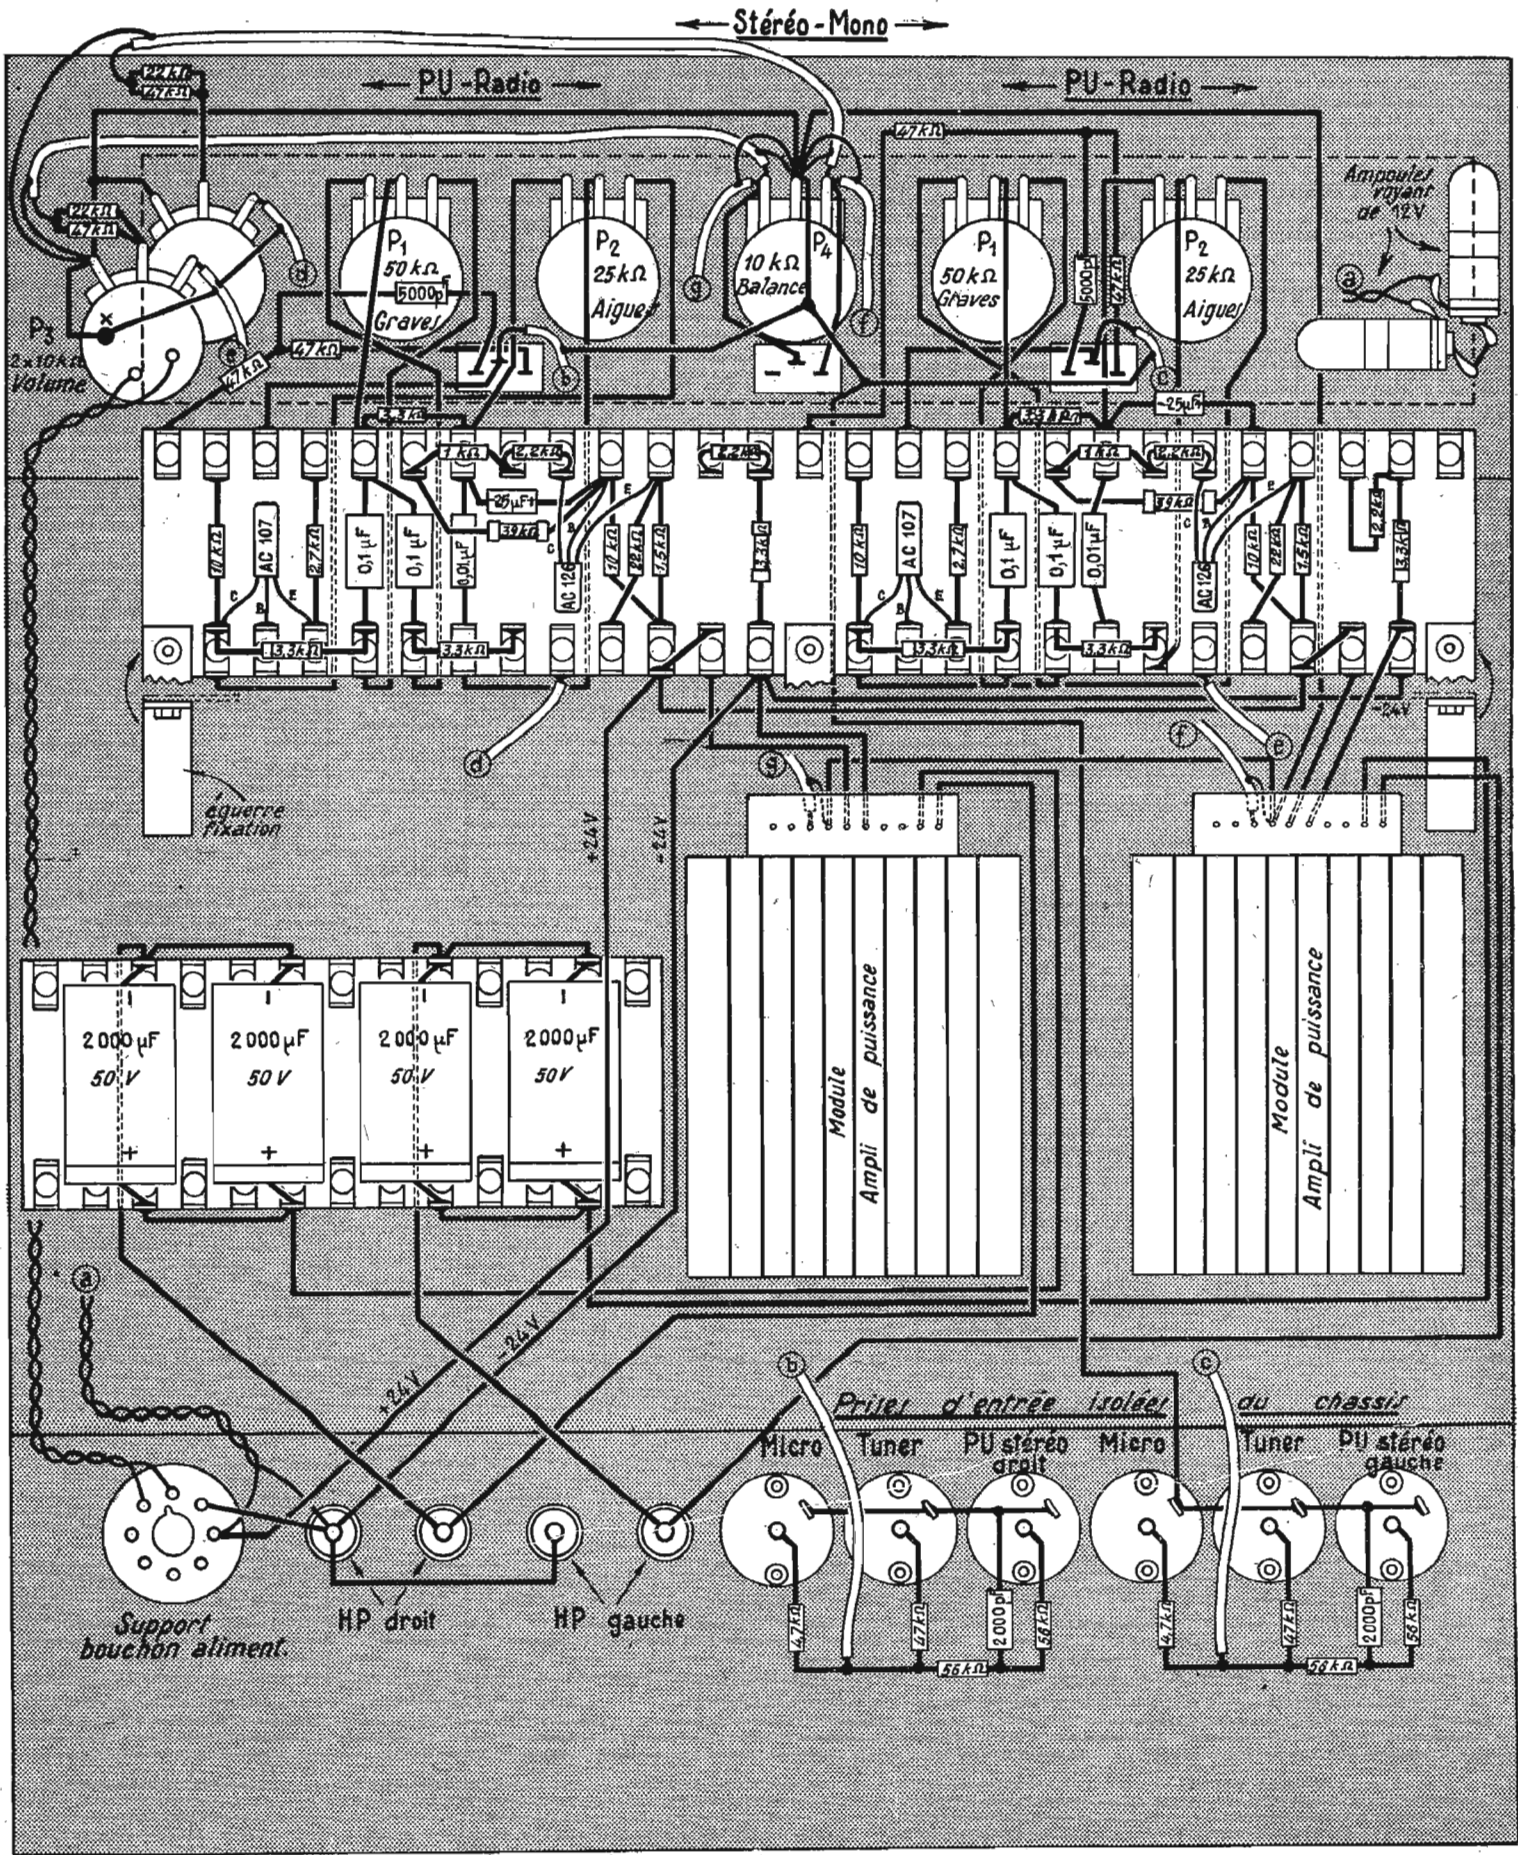 Stéréo-Mono
PU-Radio
PU-Radio
22kΩ
47kΩ
47kΩ
22kΩ
47kΩ
Ampoules
voyant
de 12V
P1
50kΩ
Graves
5000pF
P2
25kΩ
Aigues
P4
10kΩ
Balance
P1
50kΩ
Graves
5000pF
47kΩ
P2
25kΩ
Aigues
a
d
g
f
P3
2x10kΩ
Volume
e
47kΩ
47kΩ
b
c
3,3kΩ
3,3kΩ
25µF
1kΩ
2,2kΩ
2,2kΩ
1kΩ
2,2kΩ
10kΩ
AC 107
2,7kΩ
0,1µF
0,1µF
0,01µF
25µF+
39kΩ
AC 126
10kΩ
22kΩ
1,5kΩ
3,3kΩ
10kΩ
AC 107
2,7kΩ
0,1µF
0,1µF
0,01µF
39kΩ
AC 126
10kΩ
22kΩ
1,5kΩ
2,2kΩ
3,3kΩ
C
B
E
C
B
E
C
B
E
C
B
E
3,3kΩ
3,3kΩ
3,3kΩ
3,3kΩ
-24V
d
g
f
e
équerre
fixation
+24V
-24V
2000µF
50V
2000µF
50V
2000µF
50V
2000µF
50V
Module
Ampli de puissance
Module
Ampli de puissance
a
+24V
-24V
b
c
Prises d'entrée isolées du chassis
Micro
Tuner
PU stéréo
droit
Micro
Tuner
PU stéréo
gauche
Support
bouchon aliment.
HP droit
HP gauche
4,7kΩ
47kΩ
2000pF
56kΩ
4,7kΩ
47kΩ
2000pF
56kΩ
56kΩ
56kΩ